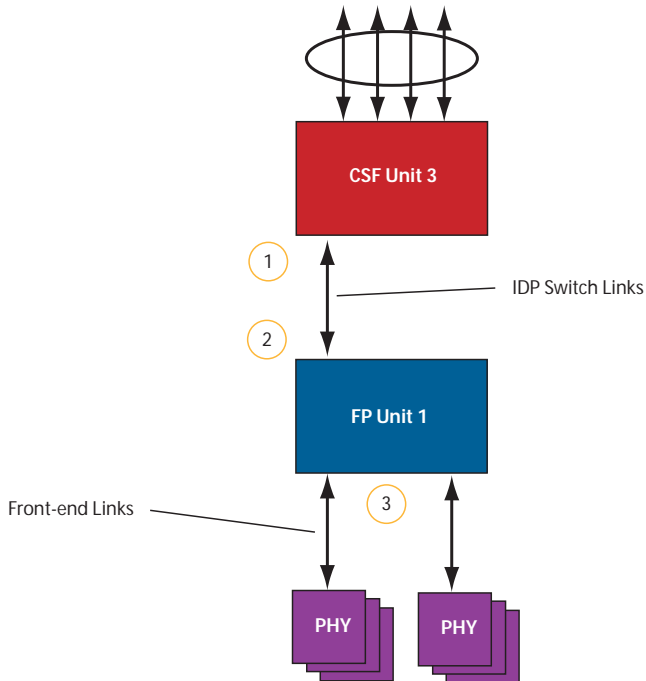 CSF Unit 3
1
IDP Switch Links
2
FP Unit 1
3
Front-end Links
PHY
PHY